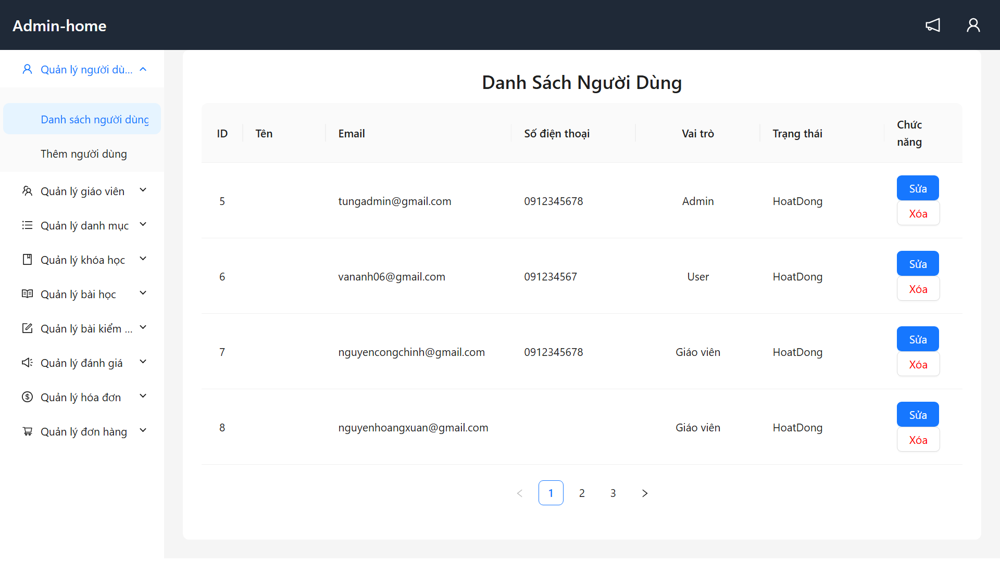 Admin-home
Quản lý người dù...
Danh sách người dùng
Thêm người dùng
Quản lý giáo viên
Quản lý danh mục
Quản lý khóa học
Quản lý bài học
Quản lý bài kiểm ...
Quản lý đánh giá
Quản lý hóa đơn
Quản lý đơn hàng
Danh Sách Người Dùng
ID Tên Email Số điện thoại Vai trò Trạng thái Chức năng
5 tungadmin@gmail.com 0912345678 Admin HoatDong Sửa
Xóa
6 vananh06@gmail.com 091234567 User HoatDong Sửa
Xóa
7 nguyencongchinh@gmail.com 0912345678 Giáo viên HoatDong Sửa
Xóa
8 nguyenhoangxuan@gmail.com Giáo viên HoatDong Sửa
Xóa
< 1 2 3 >